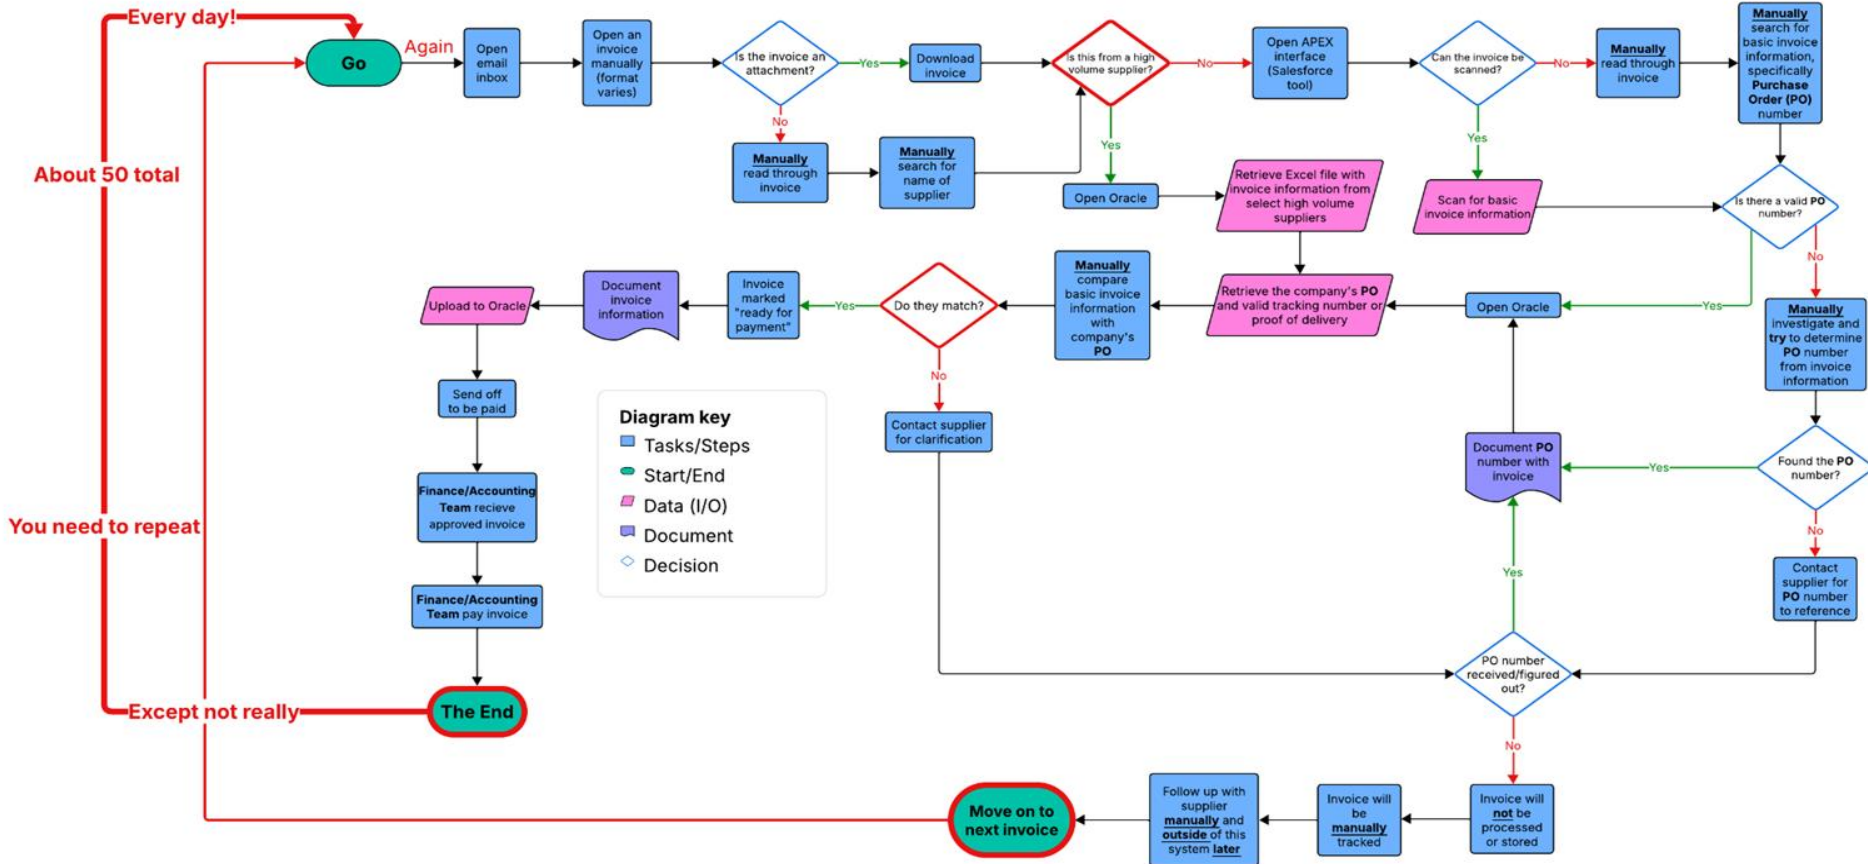 Every day!
Go
Again
Open
email
inbox
Open an
invoice
manually
(format
varies)
Is the invoice an
attachment?
Yes
Download
invoice
Is this from a high
volume supplier?
No
Open APEX
interface
(Salesforce
tool)
Can the invoice be
scanned?
No
Manually
read through
invoice
Manually
search for
basic invoice
information,
specifically
Purchase
Order (PO)
number
No
Manually
read through
invoice
Manually
search for
name of
supplier
Yes
Open Oracle
Retrieve Excel file with
invoice information from
select high volume
suppliers
Yes
Scan for basic
invoice information
Is there a valid PO
number?
About 50 total
Upload to Oracle
Document
invoice
information
Invoice
marked
"ready for
payment"
Yes
Do they match?
Manually
compare
basic invoice
information
with
company's
PO
Retrieve the company's PO
and valid tracking number or
proof of delivery
Open Oracle
Yes
No
Manually
investigate and
try to determine
PO number
from invoice
information
Send off
to be paid
No
Contact supplier
for clarification
Diagram key
Tasks/Steps
Start/End
Data (I/O)
Document
Decision
Document PO
number with
invoice
Yes
Found the PO
number?
Finance/Accounting
Team recieve
approved invoice
You need to repeat
No
Contact
supplier for
PO number
to reference
Yes
Finance/Accounting
Team pay invoice
PO number
received/figured
out?
Except not really
The End
No
Move on to
next invoice
Follow up with
supplier
manually and
outside of this
system later
Invoice will
be
manually
tracked
Invoice will
not be
processed
or stored